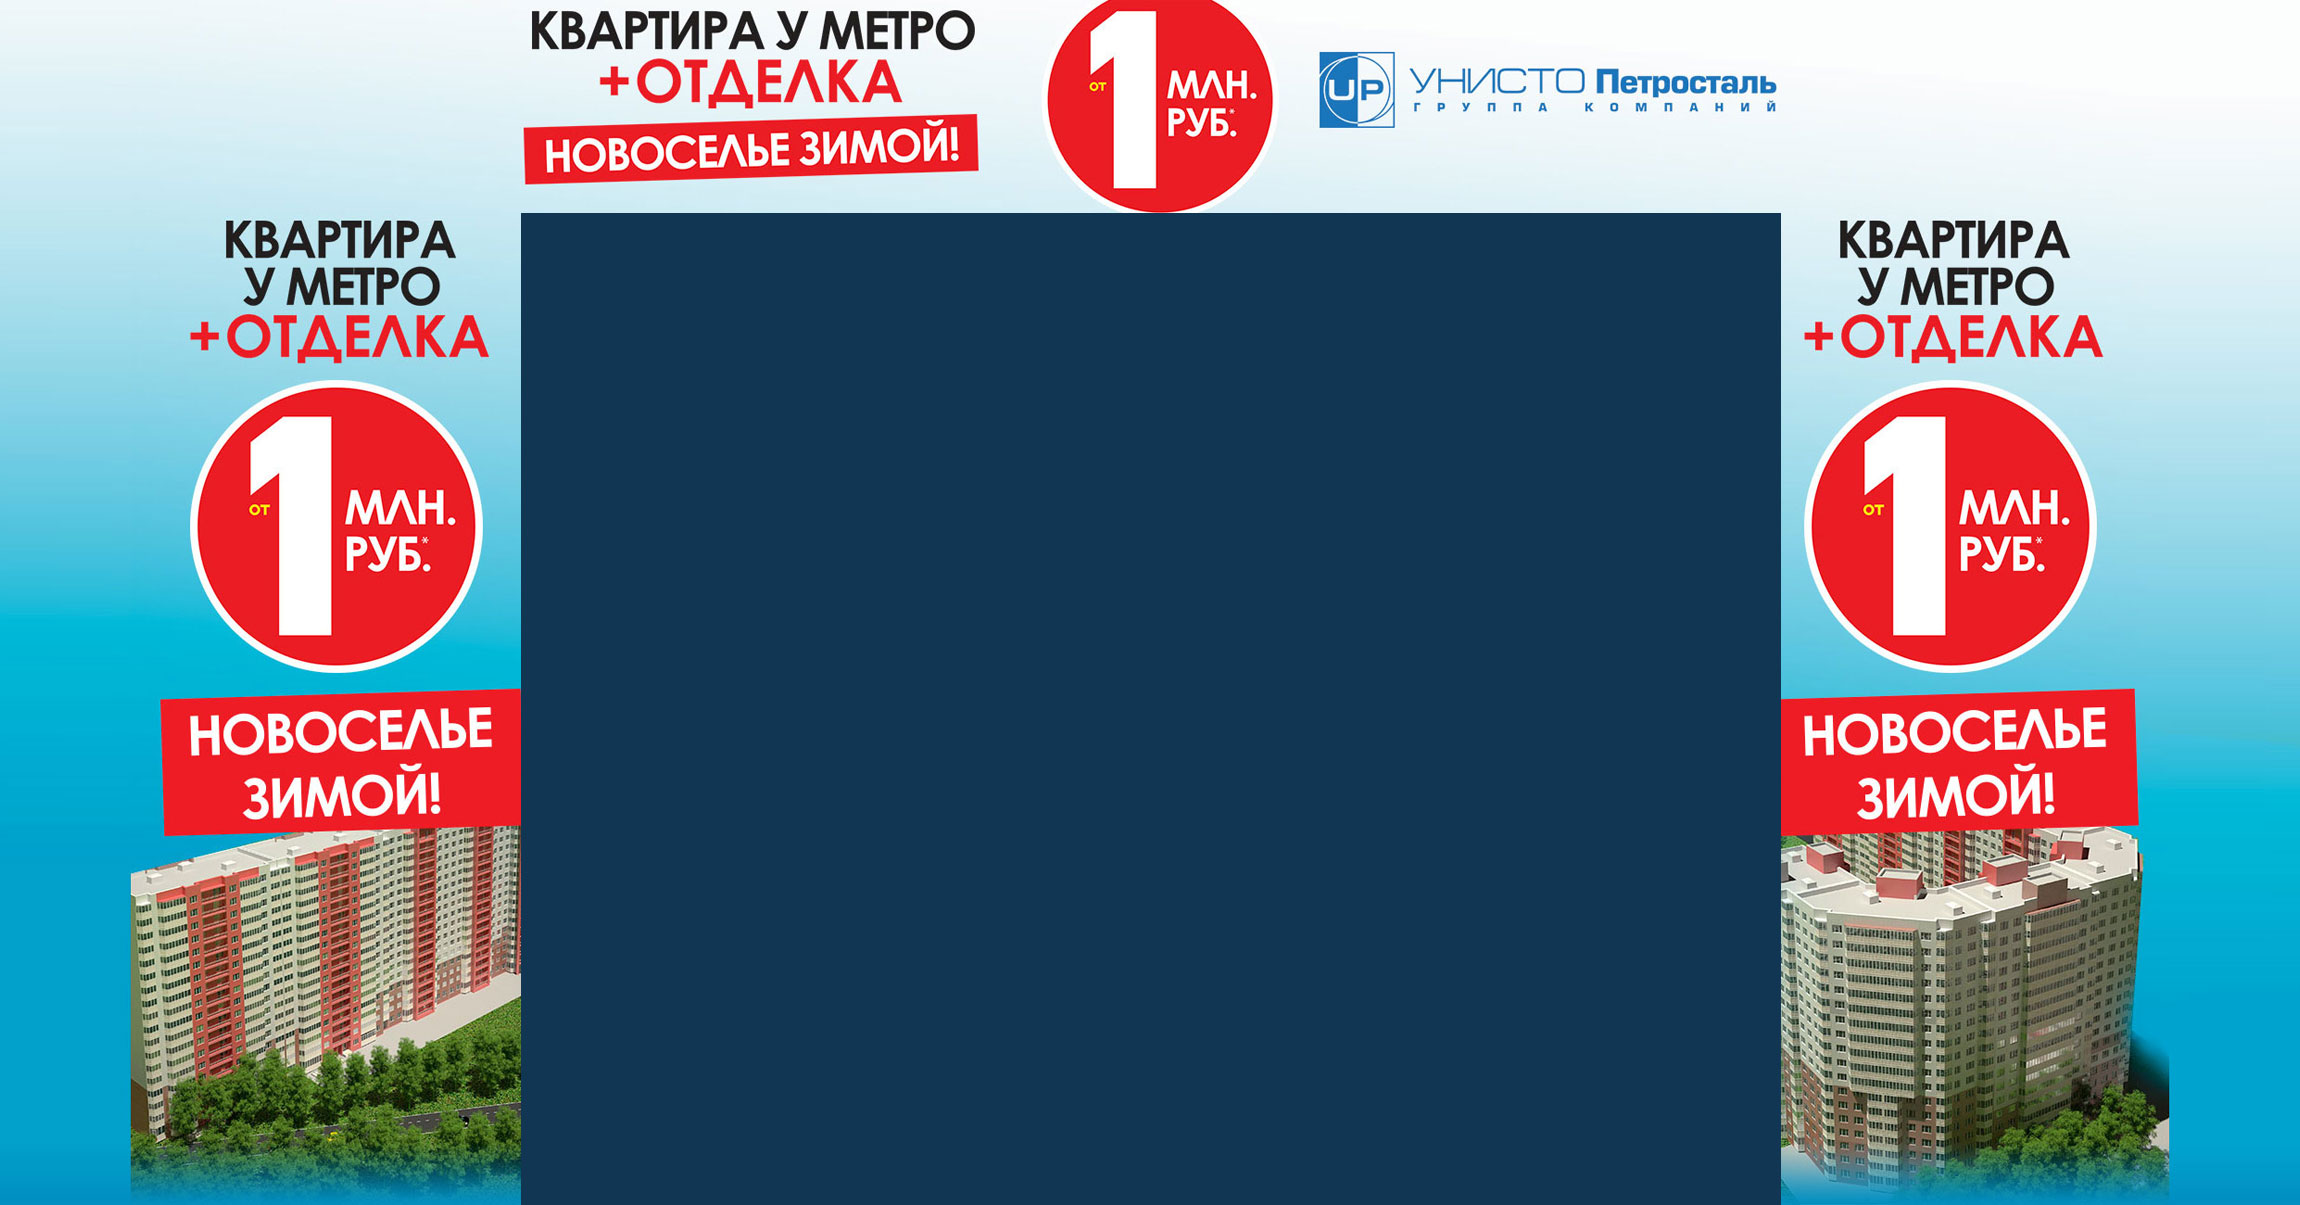 КВАРТИРА У МЕТРО
+ОТДЕЛКА
НОВОСЕЛЬЕ ЗИМОЙ!
ОТ 1 МЛН.
РУБ.*
UP УНИСТО Петросталь
ГРУППА КОМПАНИЙ
КВАРТИРА
У МЕТРО
+ОТДЕЛКА
ОТ 1 МЛН.
РУБ.*
НОВОСЕЛЬЕ
ЗИМОЙ!
КВАРТИРА
У МЕТРО
+ОТДЕЛКА
ОТ 1 МЛН.
РУБ.*
НОВОСЕЛЬЕ
ЗИМОЙ!